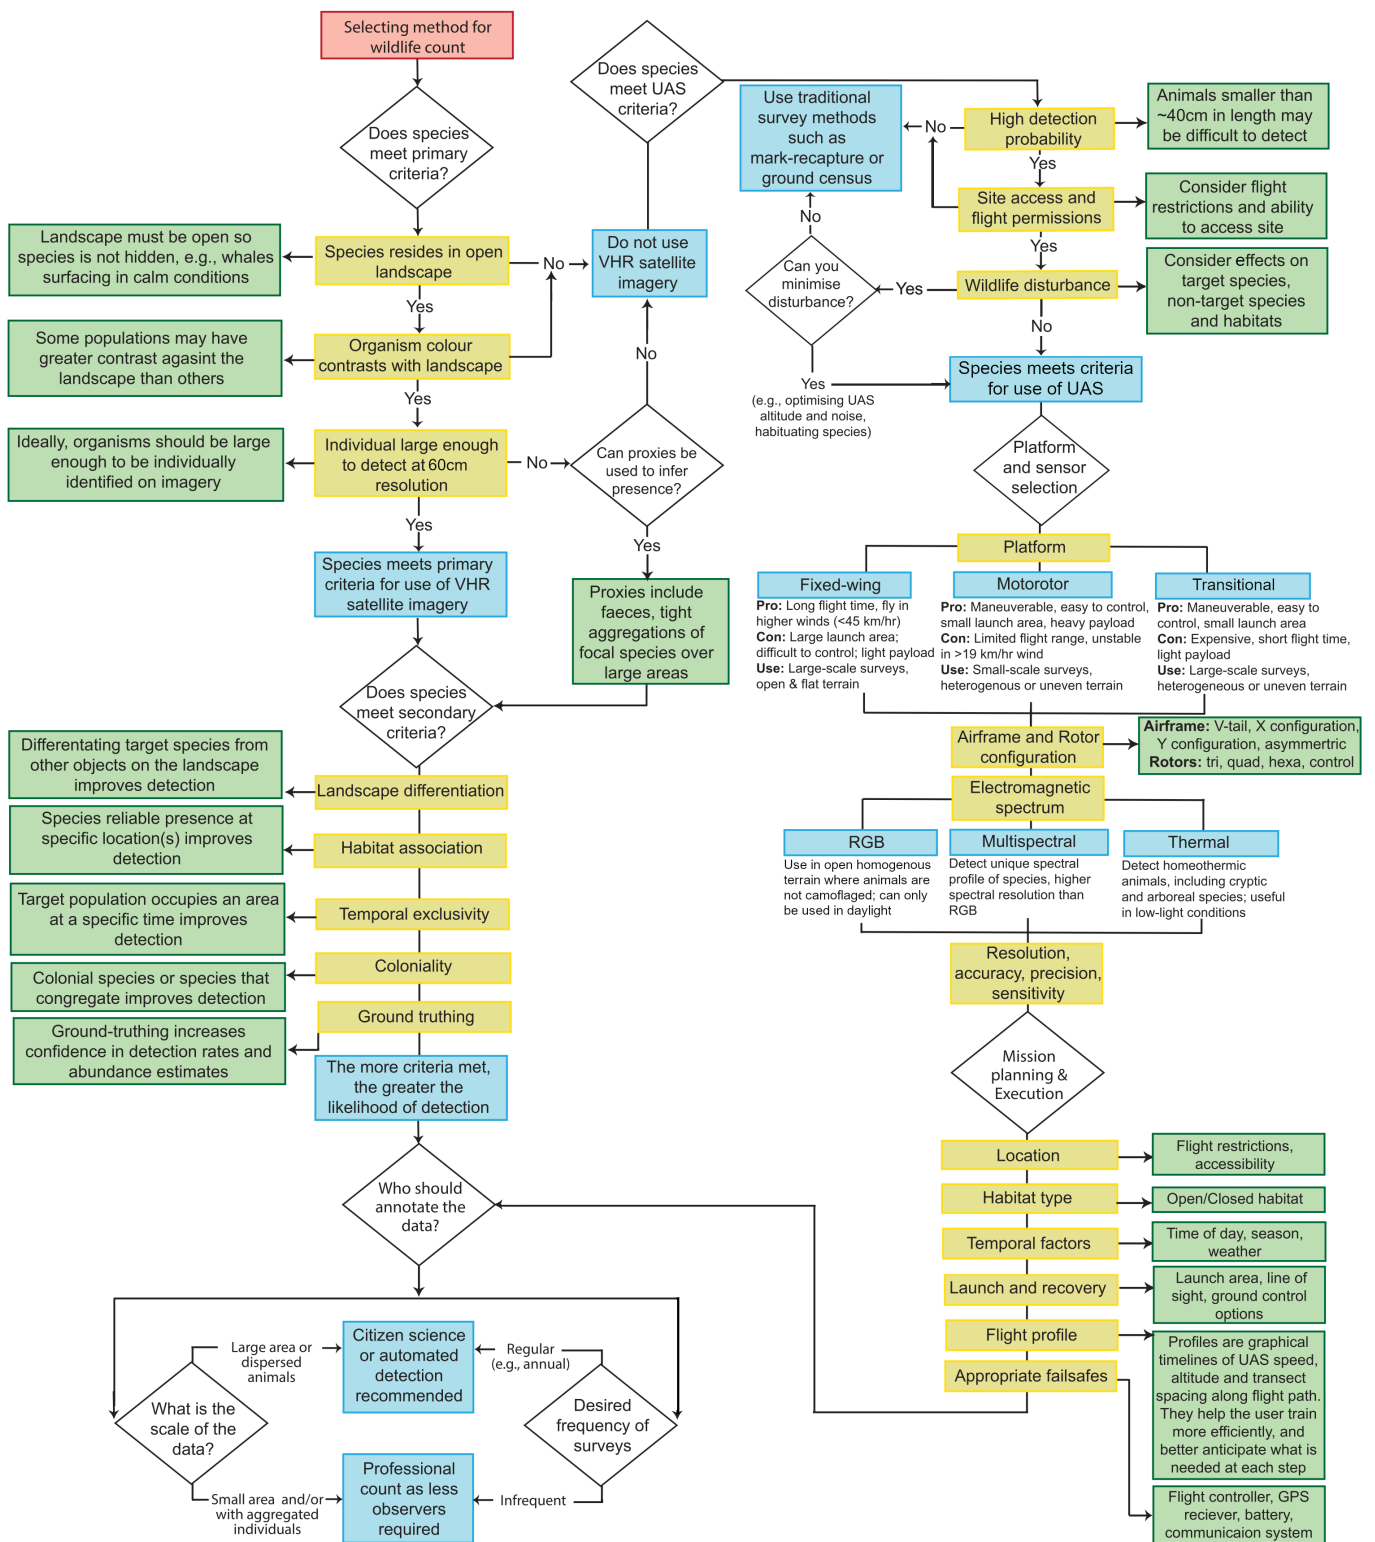 Selecting method for
wildlife count
Does species
meet primary
criteria?
Species resides in open
landscape
Landscape must be open so
species is not hidden, e.g., whales
surfacing in calm conditions
No
Yes
Organism colour
contrasts with landscape
Some populations may have
greater contrast agasint the
landscape than others
Yes
Individual large enough
to detect at 60cm
resolution
Ideally, organisms should be large
enough to be individually
identified on imagery
No
Yes
Species meets primary
criteria for use of VHR
satellite imagery
Does species
meet UAS
criteria?
Do not use
VHR satellite
imagery
No
Can proxies be
used to infer
presence?
Yes
Proxies include
faeces, tight
aggregations of
focal species over
large areas
Does species
meet secondary
criteria?
Differentating target species from
other objects on the landscape
improves detection
Landscape differentiation
Species reliable presence at
specific location(s) improves
detection
Habitat association
Target population occupies an area
at a specific time improves
detection
Temporal exclusivity
Colonial species or species that
congregate improves detection
Coloniality
Ground-truthing increases
confidence in detection rates and
abundance estimates
Ground truthing
The more criteria met,
the greater the
likelihood of detection
Who should
annotate the
data?
Large area or
dispersed
animals
Citizen science
or automated
detection
recommended
Regular
(e.g., annual)
What is the
scale of the
data?
Desired
frequency of
surveys
Small area and/or
with aggregated
individuals
Professional
count as less
observers
required
Infrequent
Use traditional
survey methods
such as
mark-recapture or
ground census
No
High detection
probability
Animals smaller than
~40cm in length may
be difficult to detect
Yes
Site access and
flight permissions
Consider flight
restrictions and ability
to access site
Yes
No
Can you
minimise
disturbance?
Yes
Wildlife disturbance
Consider effects on
target species,
non-target species
and habitats
No
Yes
(e.g., optimising UAS
altitude and noise,
habituating species)
Species meets criteria
for use of UAS
Platform
and sensor
selection
Platform
Fixed-wing
Pro: Long flight time, fly in
higher winds (<45 km/hr)
Con: Large launch area;
difficult to control; light payload
Use: Large-scale surveys,
open & flat terrain
Motorotor
Pro: Maneuverable, easy to control,
small launch area, heavy payload
Con: Limited flight range, unstable
in >19 km/hr wind
Use: Small-scale surveys,
heterogenous or uneven terrain
Transitional
Pro: Maneuverable, easy to
control, small launch area
Con: Expensive, short flight time,
light payload
Use: Large-scale surveys,
heterogeneous or uneven terrain
Airframe and Rotor
configuration
Airframe: V-tail, X configuration,
Y configuration, asymmertric
Rotors: tri, quad, hexa, control
Electromagnetic
spectrum
RGB
Use in open homogenous
terrain where animals are
not camoflaged; can only
be used in daylight
Multispectral
Detect unique spectral
profile of species, higher
spectral resolution than
RGB
Thermal
Detect homeothermic
animals, including cryptic
and arboreal species; useful
in low-light conditions
Resolution,
accuracy, precision,
sensitivity
Mission
planning &
Execution
Location
Flight restrictions,
accessibility
Habitat type
Open/Closed habitat
Temporal factors
Time of day, season,
weather
Launch and recovery
Launch area, line of
sight, ground control
options
Flight profile
Profiles are graphical
timelines of UAS speed,
altitude and transect
spacing along flight path.
They help the user train
more efficiently, and
better anticipate what is
needed at each step
Appropriate failsafes
Flight controller, GPS
reciever, battery,
communicaion system